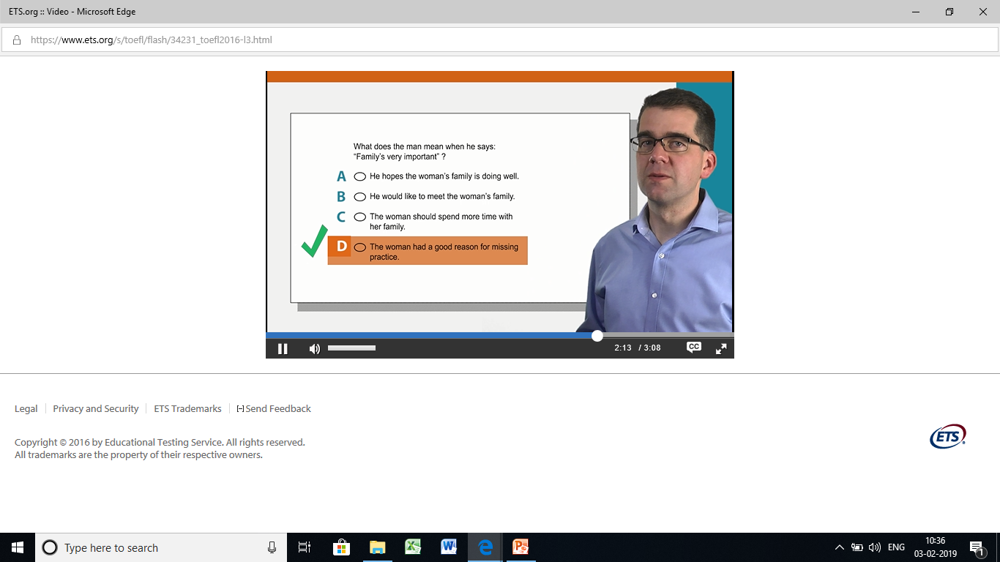 ETS.org :: Video - Microsoft Edge
https://www.ets.org/s/toefl/flash/34231_toefl2016-l3.html
What does the man mean when he says:
“Family’s very important” ?
A He hopes the woman’s family is doing well.
B He would like to meet the woman’s family.
C The woman should spend more time with
her family.
D The woman had a good reason for missing
practice.
2:13 / 3:08 CC
Legal Privacy and Security ETS Trademarks [-] Send Feedback
Copyright © 2016 by Educational Testing Service. All rights reserved.
All trademarks are the property of their respective owners.
ETS®
Type here to search
ENG
10:36
03-02-2019
1